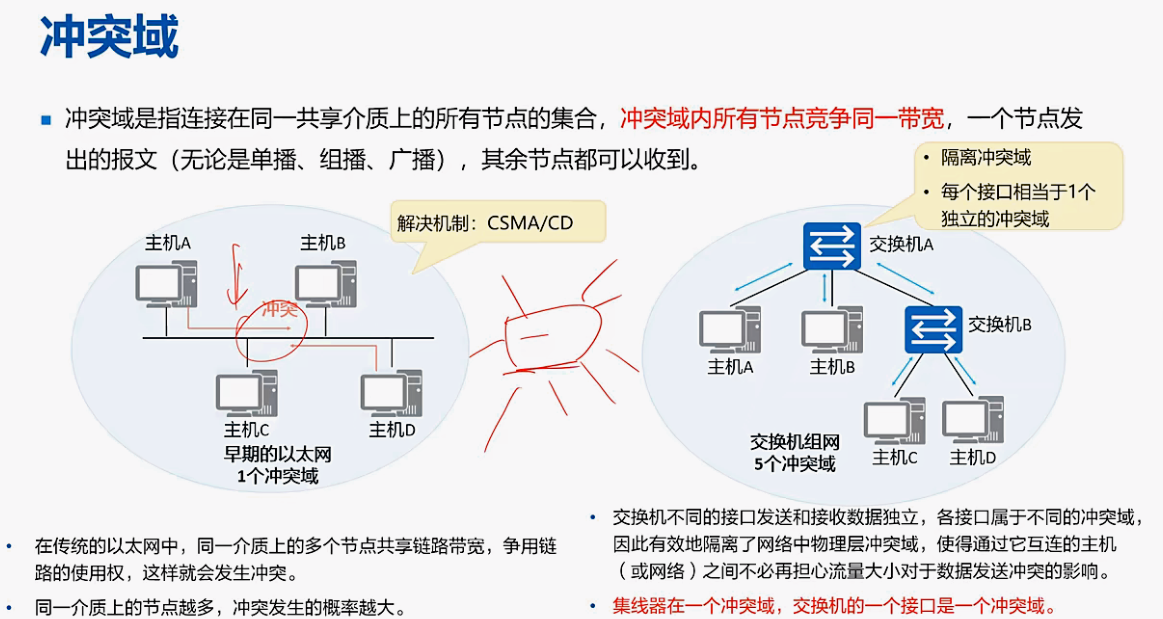 冲突域
冲突域是指连接在同一共享介质上的所有节点的集合，冲突域内所有节点竞争同一带宽，一个节点发
出的报文（无论是单播、组播、广播），其余节点都可以收到。
• 隔离冲突域
• 每个接口相当于1个
独立的冲突域
解决机制：CSMA/CD
主机A
主机B
冲突
主机C
主机D
早期的以太网
1个冲突域
交换机A
交换机B
主机A
主机B
主机C
主机D
交换机组网
5个冲突域
• 在传统的以太网中，同一介质上的多个节点共享链路带宽，争用链
路的使用权，这样就会发生冲突。
• 同一介质上的节点越多，冲突发生的概率越大。
• 交换机不同的接口发送和接收数据独立，各接口属于不同的冲突域，
因此有效地隔离了网络中物理层冲突域，使得通过它互连的主机
（或网络）之间不必再担心流量大小对于数据发送冲突的影响。
• 集线器在一个冲突域，交换机的一个接口是一个冲突域。